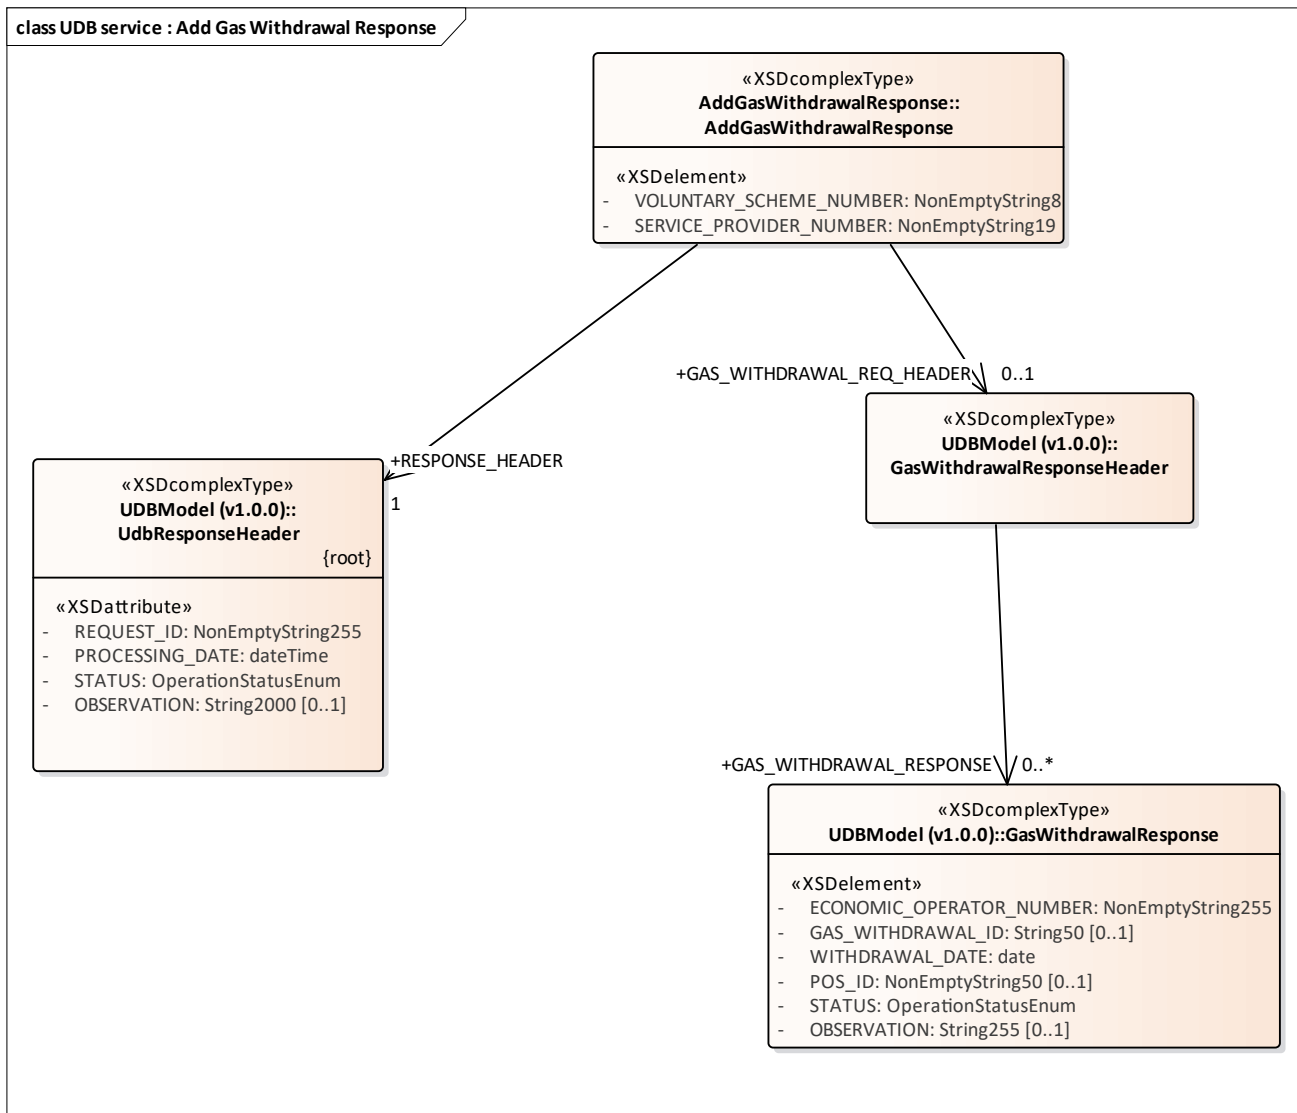 class UDB service : Add Gas Withdrawal Response
«XSDcomplexType»
AddGasWithdrawalResponse::
AddGasWithdrawalResponse
«XSDelement»
- VOLUNTARY_SCHEME_NUMBER: NonEmptyString8
- SERVICE_PROVIDER_NUMBER: NonEmptyString19
+GAS_WITHDRAWAL_REQ_HEADER 0..1
«XSDcomplexType»
UDBModel (v1.0.0)::
GasWithdrawalResponseHeader
+RESPONSE_HEADER
1
«XSDcomplexType»
UDBModel (v1.0.0)::
UdbResponseHeader
{root}
«XSDattribute»
- REQUEST_ID: NonEmptyString255
- PROCESSING_DATE: dateTime
- STATUS: OperationStatusEnum
- OBSERVATION: String2000 [0..1]
+GAS_WITHDRAWAL_RESPONSE 0..*
«XSDcomplexType»
UDBModel (v1.0.0)::GasWithdrawalResponse
«XSDelement»
- ECONOMIC_OPERATOR_NUMBER: NonEmptyString255
- GAS_WITHDRAWAL_ID: String50 [0..1]
- WITHDRAWAL_DATE: date
- POS_ID: NonEmptyString50 [0..1]
- STATUS: OperationStatusEnum
- OBSERVATION: String255 [0..1]